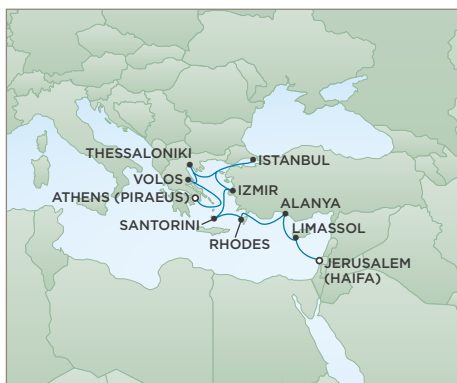 THESSALONIKI
ISTANBUL
VOLOS
IZMIR
ATHENS (PIRAEUS)
ALANYA
SANTORINI
LIMASSOL
RHODES
JERUSALEM
(HAIFA)